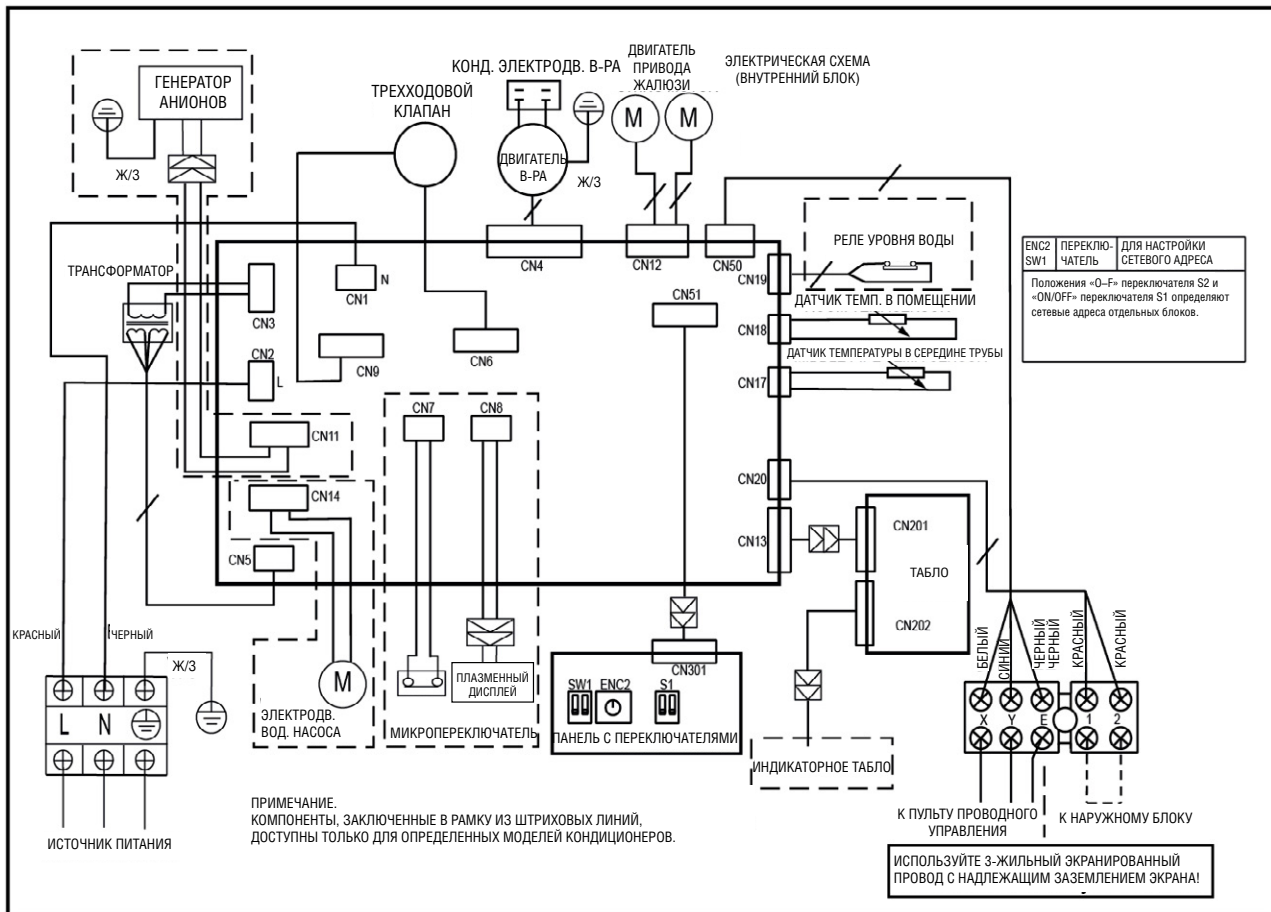 ГЕНЕРАТОР
АНИОНОВ
Ж/З
КОНД. ЭЛЕКТРОДВ. В-РА
ТРЕХХОДОВОЙ
КЛАПАН
ДВИГАТЕЛЬ
В-РА
Ж/З
ДВИГАТЕЛЬ
ПРИВОДА
ЖАЛЮЗИ
M
M
ЭЛЕКТРИЧЕСКАЯ СХЕМА
(ВНУТРЕННИЙ БЛОК)
РЕЛЕ УРОВНЯ ВОДЫ
ENC2
SW1
ПЕРЕКЛЮ-
ЧАТЕЛЬ
ДЛЯ НАСТРОЙКИ
СЕТЕВОГО АДРЕСА
Положения «О–F» переключателя S2 и
«ON/OFF» переключателя S1 определяют
сетевые адреса отдельных блоков.
ТРАНСФОРМАТОР
CN3
CN1
N
CN4
CN12
CN50
CN19
CN51
ДАТЧИК ТЕМП. В ПОМЕЩЕНИИ
CN18
CN2
L
CN9
CN6
ДАТЧИК ТЕМПЕРАТУРЫ В СЕРЕДИНЕ ТРУБЫ
CN17
CN7
CN8
CN11
CN14
CN20
CN5
CN13
CN201
ТАБЛО
CN202
КРАСНЫЙ
ЧЕРНЫЙ
Ж/З
L
N
ИСТОЧНИК ПИТАНИЯ
M
ЭЛЕКТРОДВ.
ВОД. НАСОСА
ПЛАЗМЕННЫЙ
ДИСПЛЕЙ
МИКРОПЕРЕКЛЮЧАТЕЛЬ
CN301
SW1
ENC2
S1
ПАНЕЛЬ С ПЕРЕКЛЮЧАТЕЛЯМИ
ИНДИКАТОРНОЕ ТАБЛО
БЕЛЫЙ
СИНИЙ
ЧЕРНЫЙ
ЧЕРНЫЙ
КРАСНЫЙ
КРАСНЫЙ
X
Y
E
1
2
К ПУЛЬТУ ПРОВОДНОГО
УПРАВЛЕНИЯ
К НАРУЖНОМУ БЛОКУ
ПРИМЕЧАНИЕ.
КОМПОНЕНТЫ, ЗАКЛЮЧЕННЫЕ В РАМКУ ИЗ ШТРИХОВЫХ ЛИНИЙ,
ДОСТУПНЫ ТОЛЬКО ДЛЯ ОПРЕДЕЛЕННЫХ МОДЕЛЕЙ КОНДИЦИОНЕРОВ.
ИСПОЛЬЗУЙТЕ 3-ЖИЛЬНЫЙ ЭКРАНИРОВАННЫЙ
ПРОВОД С НАДЛЕЖАЩИМ ЗАЗЕМЛЕНИЕМ ЭКРАНА!